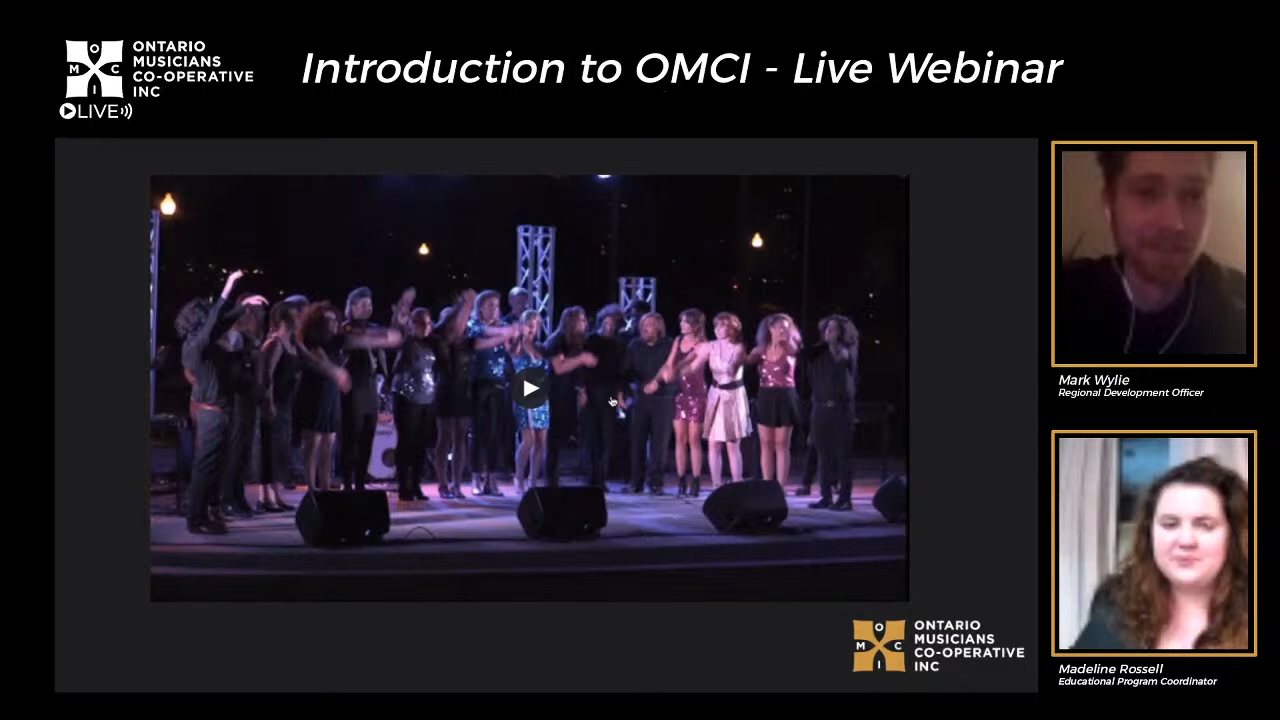 ONTARIO
MUSICIANS
CO-OPERATIVE
INC
O
M C
I
LIVE
Introduction to OMCI - Live Webinar
Mark Wylie
Regional Development Officer
ONTARIO
MUSICIANS
CO-OPERATIVE
INC
O
M C
I
Madeline Rossell
Educational Program Coordinator